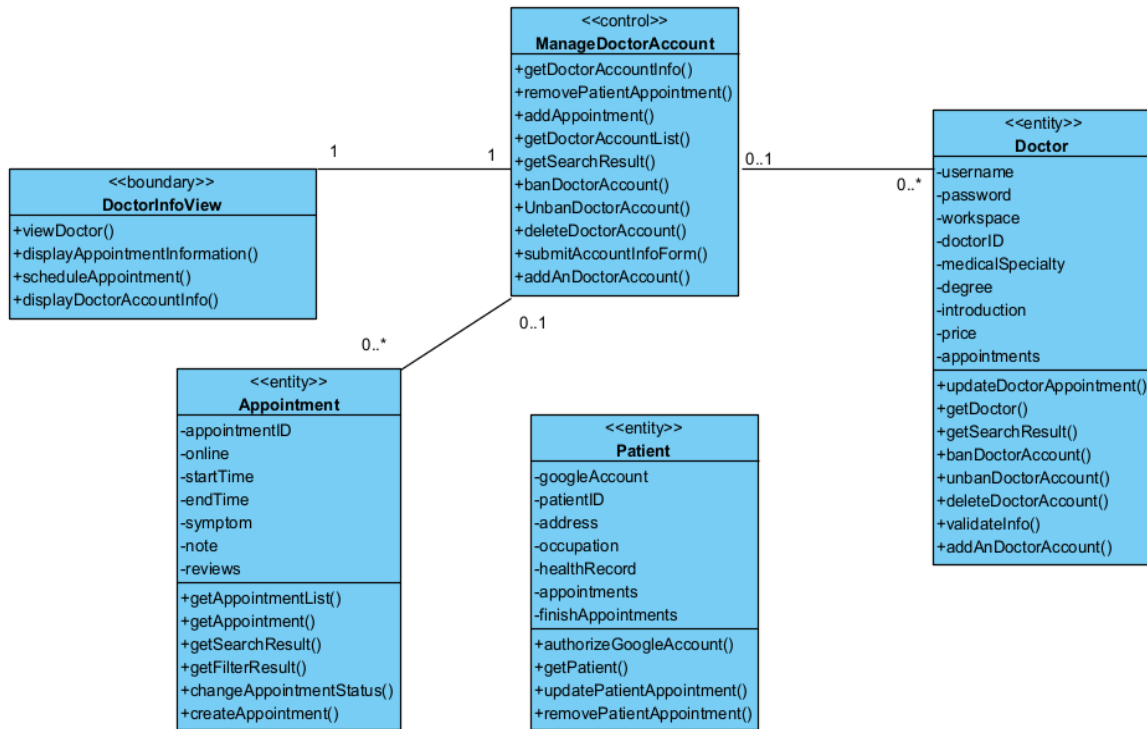 <<control>>
ManageDoctorAccount
+getDoctorAccountInfo()
+removePatientAppointment()
+addAppointment()
+getDoctorAccountList()
+getSearchResult()
+banDoctorAccount()
+UnbanDoctorAccount()
+deleteDoctorAccount()
+submitAccountInfoForm()
+addAnDoctorAccount()
1
1
0..1
0..*
<<boundary>>
DoctorInfoView
+viewDoctor()
+displayAppointmentInformation()
+scheduleAppointment()
+displayDoctorAccountInfo()
<<entity>>
Doctor
-username
-password
-workspace
-doctorID
-medicalSpecialty
-degree
-introduction
-price
-appointments
+updateDoctorAppointment()
+getDoctor()
+getSearchResult()
+banDoctorAccount()
+unbanDoctorAccount()
+deleteDoctorAccount()
+validateInfo()
+addAnDoctorAccount()
0..1
0..*
<<entity>>
Appointment
-appointmentID
-online
-startTime
-endTime
-symptom
-note
-reviews
+getAppointmentList()
+getAppointment()
+getSearchResult()
+getFilterResult()
+changeAppointmentStatus()
+createAppointment()
<<entity>>
Patient
-googleAccount
-patientID
-address
-occupation
-healthRecord
-appointments
-finishAppointments
+authorizeGoogleAccount()
+getPatient()
+updatePatientAppointment()
+removePatientAppointment()